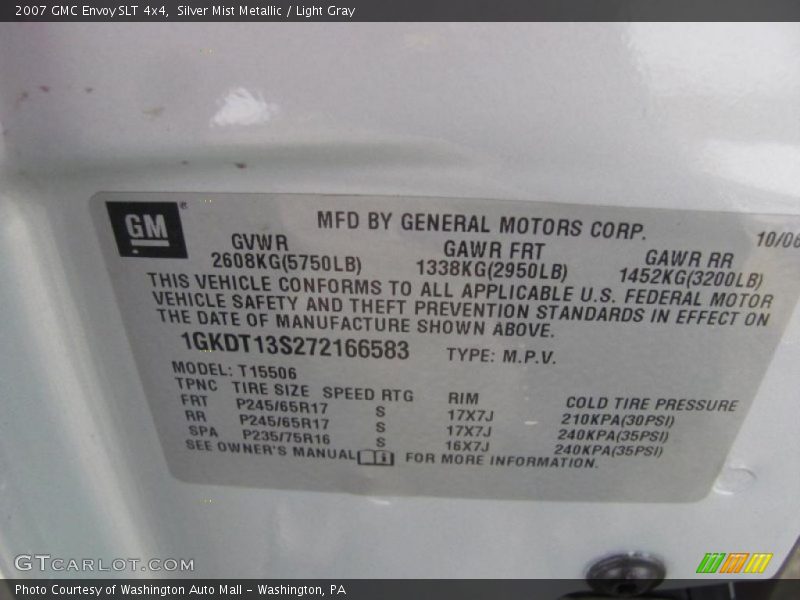 2007 GMC Envoy SLT 4x4,  Silver Mist Metallic / Light Gray
GM®
MFD BY GENERAL MOTORS CORP.
10/06
GVWR GAWR FRT GAWR RR
2608KG(5750LB) 1338KG(2950LB) 1452KG(3200LB)
THIS VEHICLE CONFORMS TO ALL APPLICABLE U.S. FEDERAL MOTOR
VEHICLE SAFETY AND THEFT PREVENTION STANDARDS IN EFFECT ON
THE DATE OF MANUFACTURE SHOWN ABOVE.
1GKDT13S272166583 TYPE: M.P.V.
MODEL: T15506
TPNC TIRE SIZE SPEED RTG RIM COLD TIRE PRESSURE
FRT P245/65R17 S 17X7J 210KPA(30PSI)
RR P245/65R17 S 17X7J 240KPA(35PSI)
SPA P235/75R16 S 16X7J 240KPA(35PSI)
SEE OWNER'S MANUAL FOR MORE INFORMATION.
GTCARLOT.COM
Photo Courtesy of Washington Auto Mall - Washington, PA